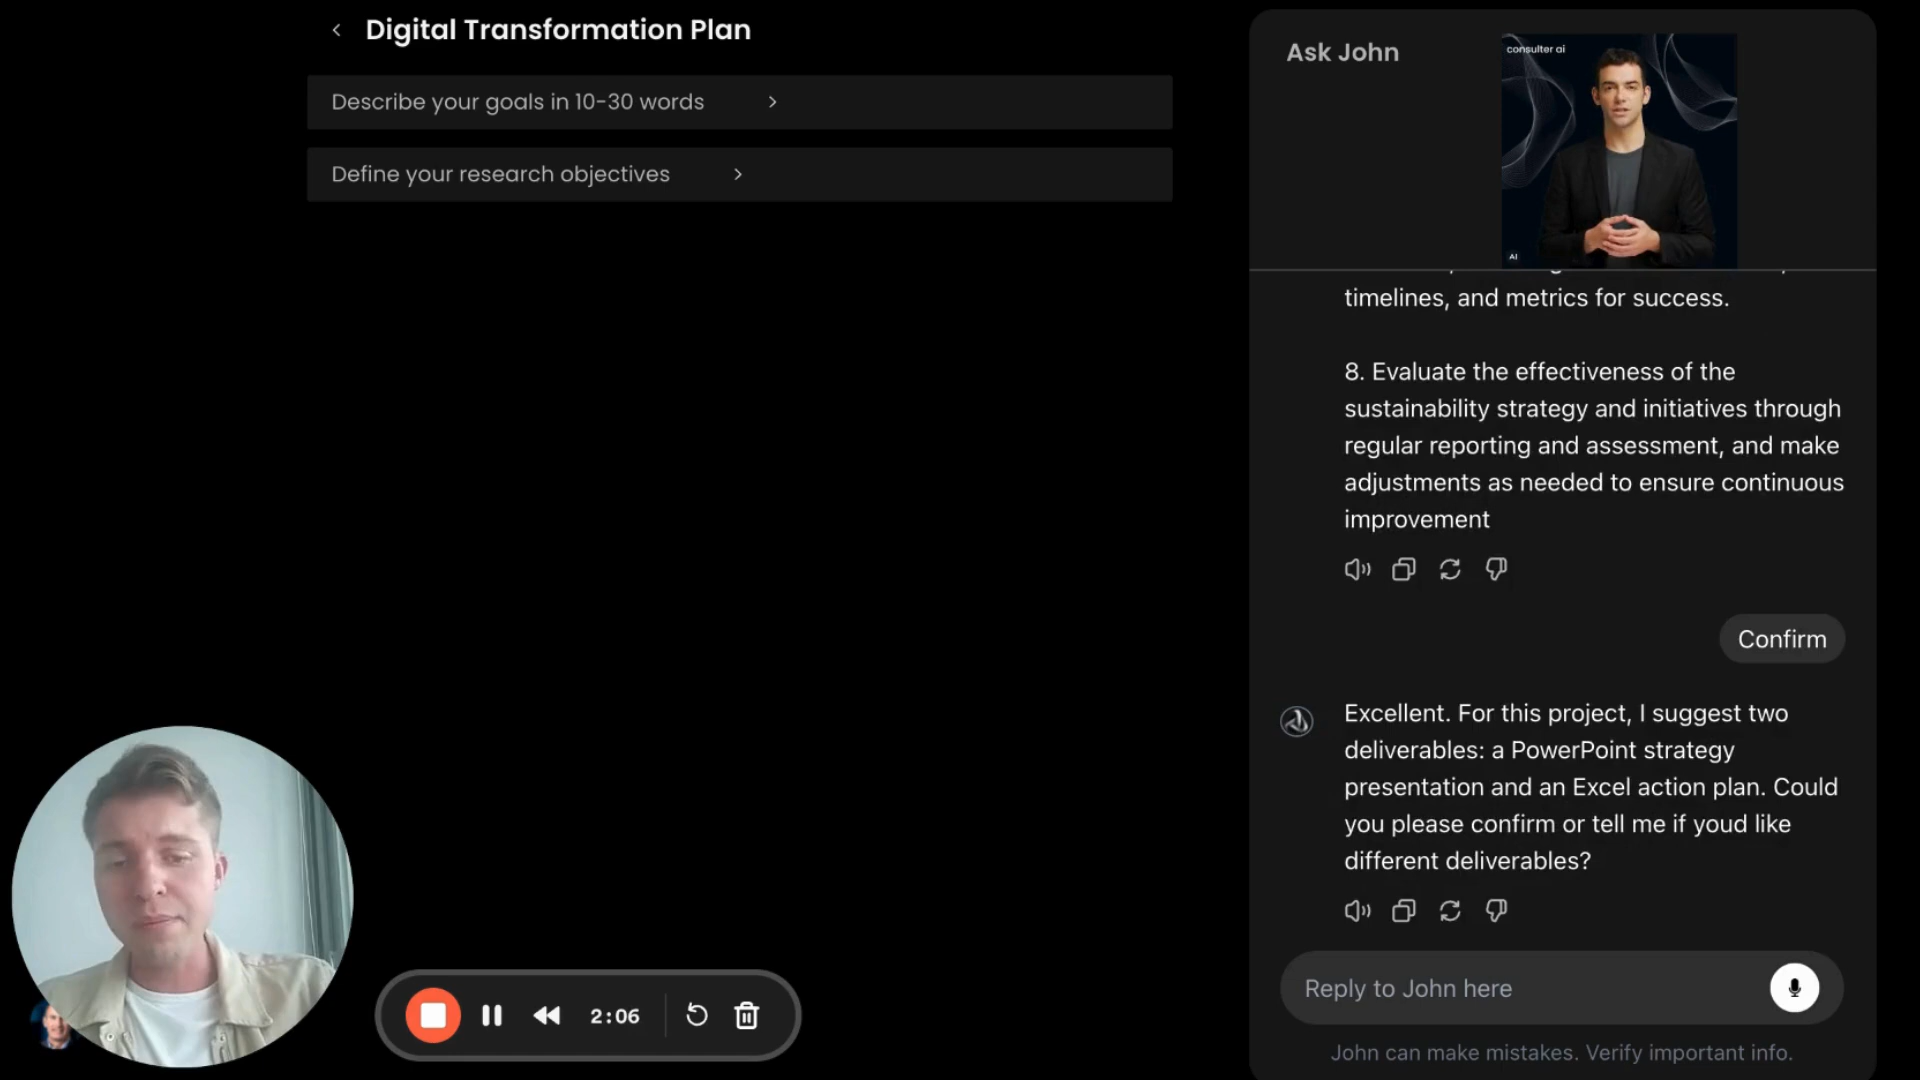 Digital Transformation Plan
Describe your goals in 10-30 words
Define your research objectives
Ask John
consulter ai
AI
timelines, and metrics for success.
8. Evaluate the effectiveness of the
sustainability strategy and initiatives through
regular reporting and assessment, and make
adjustments as needed to ensure continuous
improvement
Confirm
Excellent. For this project, I suggest two
deliverables: a PowerPoint strategy
presentation and an Excel action plan. Could
you please confirm or tell me if youd like
different deliverables?
Reply to John here
John can make mistakes. Verify important info.
2:06